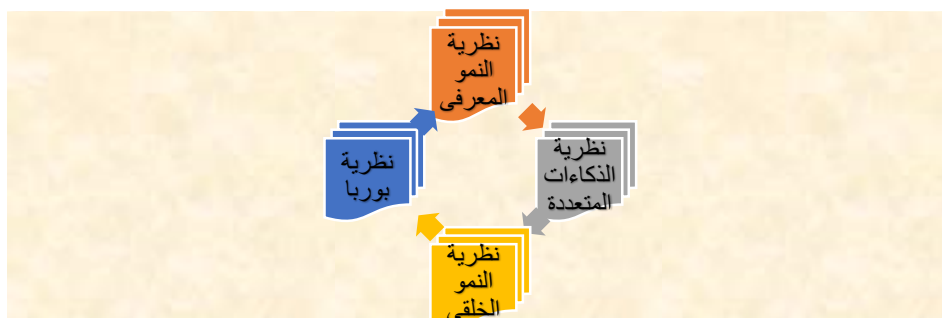 نظرية
النمو
المعرفى
نظرية
الذكاءات
المتعددة
نظرية
النمو
الخلقى
نظرية
بوربا